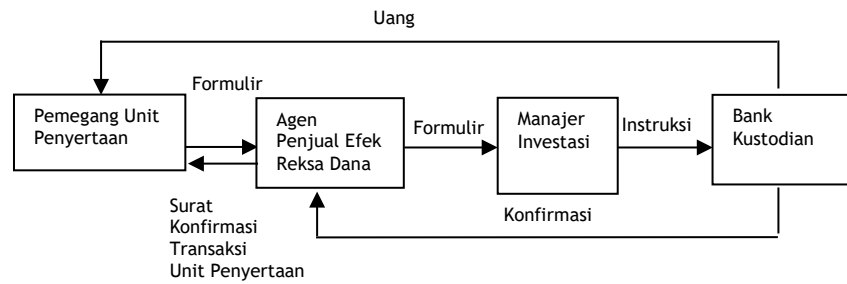 Uang
Formulir
Pemegang Unit
Penyertaan
Agen
Penjual Efek
Reksa Dana
Formulir
Manajer
Investasi
Instruksi
Bank
Kustodian
Surat
Konfirmasi
Transaksi
Unit Penyertaan
Konfirmasi